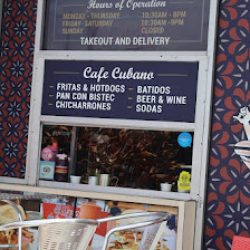 Hours of Operation
MONDAY - THURSDAY 10:30AM - 8PM
FRIDAY - SATURDAY 10:30AM - 9PM
SUNDAY CLOSED
TAKEOUT AND DELIVERY
Cafe Cubano
- FRITAS & HOTDOGS - BATIDOS
- PAN CON BISTEC - BEER & WINE
- CHICHARRONES - SODAS